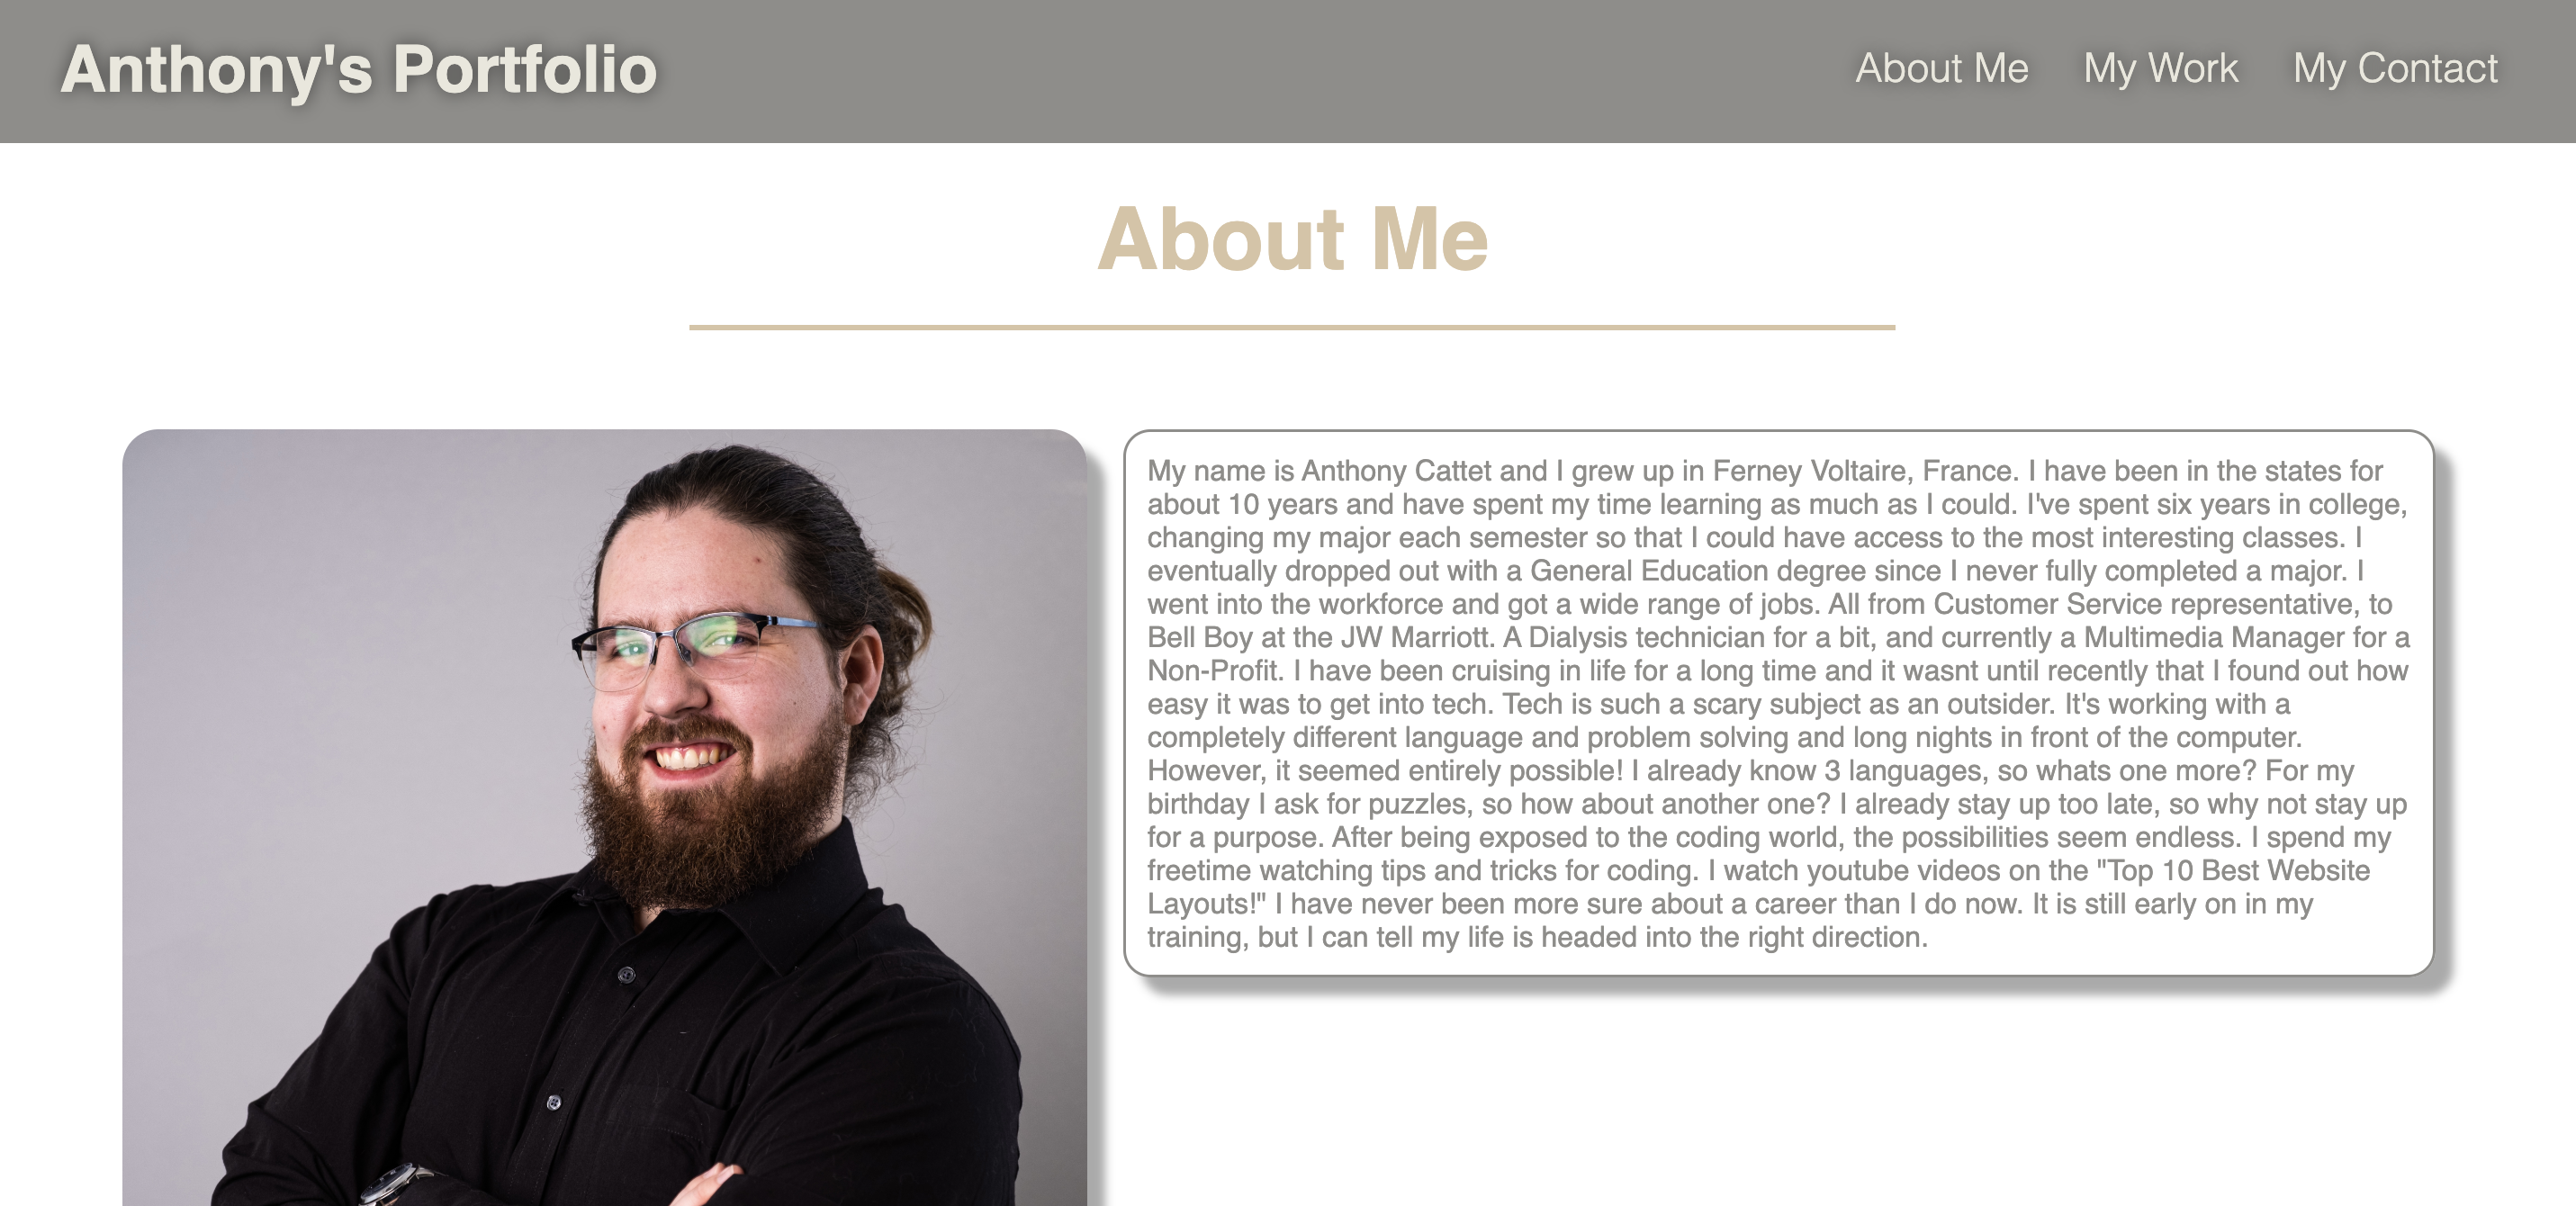 Anthony's Portfolio
About Me My Work My Contact
About Me
My name is Anthony Cattet and I grew up in Ferney Voltaire, France. I have been in the states for
about 10 years and have spent my time learning as much as I could. I've spent six years in college,
changing my major each semester so that I could have access to the most interesting classes. I
eventually dropped out with a General Education degree since I never fully completed a major. I
went into the workforce and got a wide range of jobs. All from Customer Service representative, to
Bell Boy at the JW Marriott. A Dialysis technician for a bit, and currently a Multimedia Manager for a
Non-Profit. I have been cruising in life for a long time and it wasnt until recently that I found out how
easy it was to get into tech. Tech is such a scary subject as an outsider. It's working with a
completely different language and problem solving and long nights in front of the computer.
However, it seemed entirely possible! I already know 3 languages, so whats one more? For my
birthday I ask for puzzles, so how about another one? I already stay up too late, so why not stay up
for a purpose. After being exposed to the coding world, the possibilities seem endless. I spend my
freetime watching tips and tricks for coding. I watch youtube videos on the "Top 10 Best Website
Layouts!" I have never been more sure about a career than I do now. It is still early on in my
training, but I can tell my life is headed into the right direction.